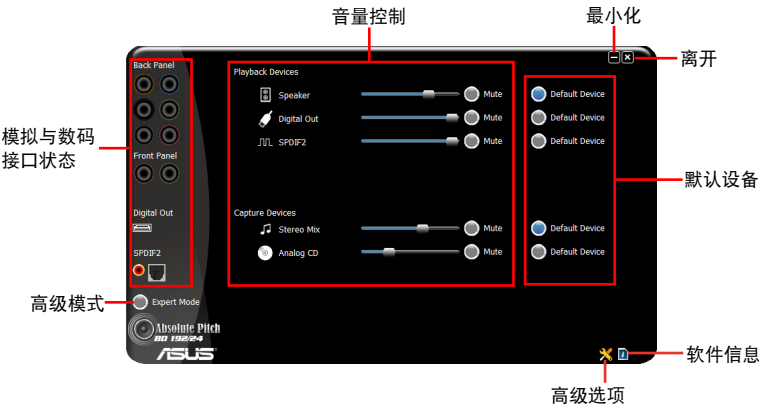 音量控制
最小化
离开
Back Panel
Front Panel
Digital Out
SPDIF2
模拟与数码
接口状态
Playback Devices
Speaker Mute Default Device
Digital Out Mute Default Device
SPDIF2 Mute Default Device
默认设备
Capture Devices
Stereo Mix Mute Default Device
Analog CD Mute Default Device
高级模式
Expert Mode
Absolute Pitch
BD 192/24
ASUS
软件信息
高级选项